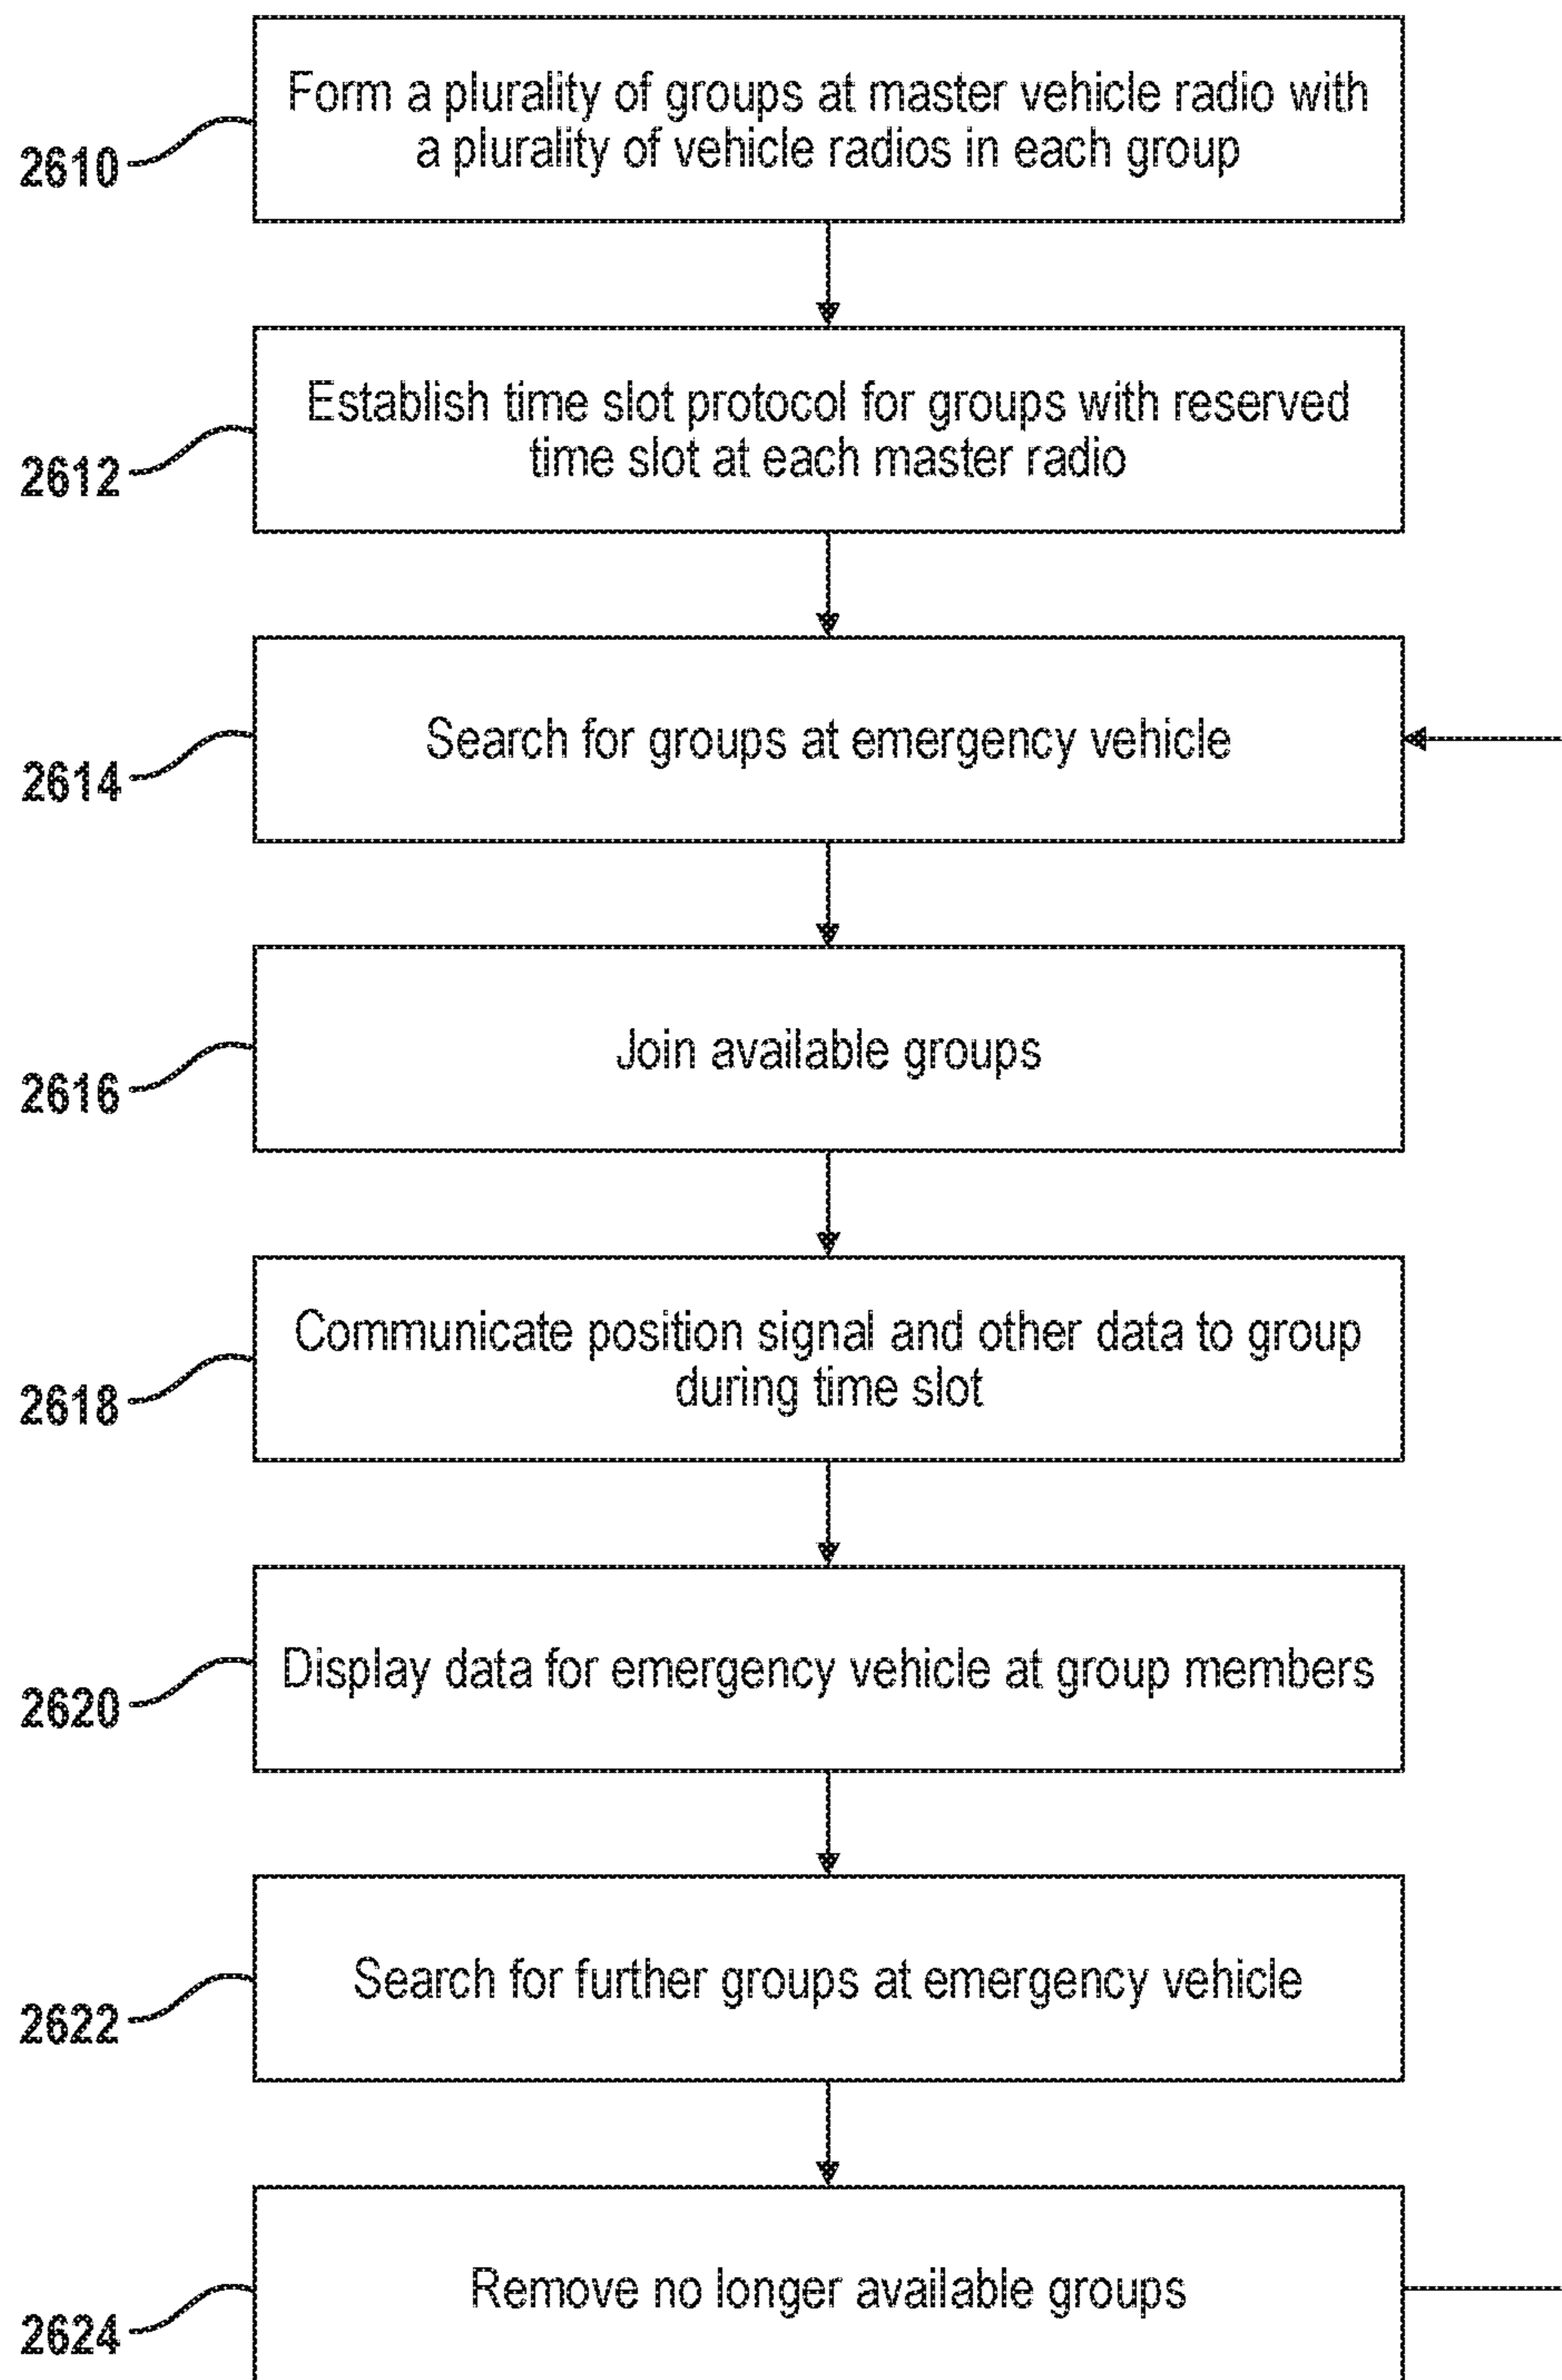 Form a plurality of groups at master vehicle radio with
a plurality of vehicle radios in each group
2610
Establish time slot protocol for groups with reserved
time slot at each master radio
2612
Search for groups at emergency vehicle
2614
Join available groups
2616
Communicate position signal and other data to group
during time slot
2618
Display data for emergency vehicle at group members
2620
Search for further groups at emergency vehicle
2622
Remove no longer available groups
2624